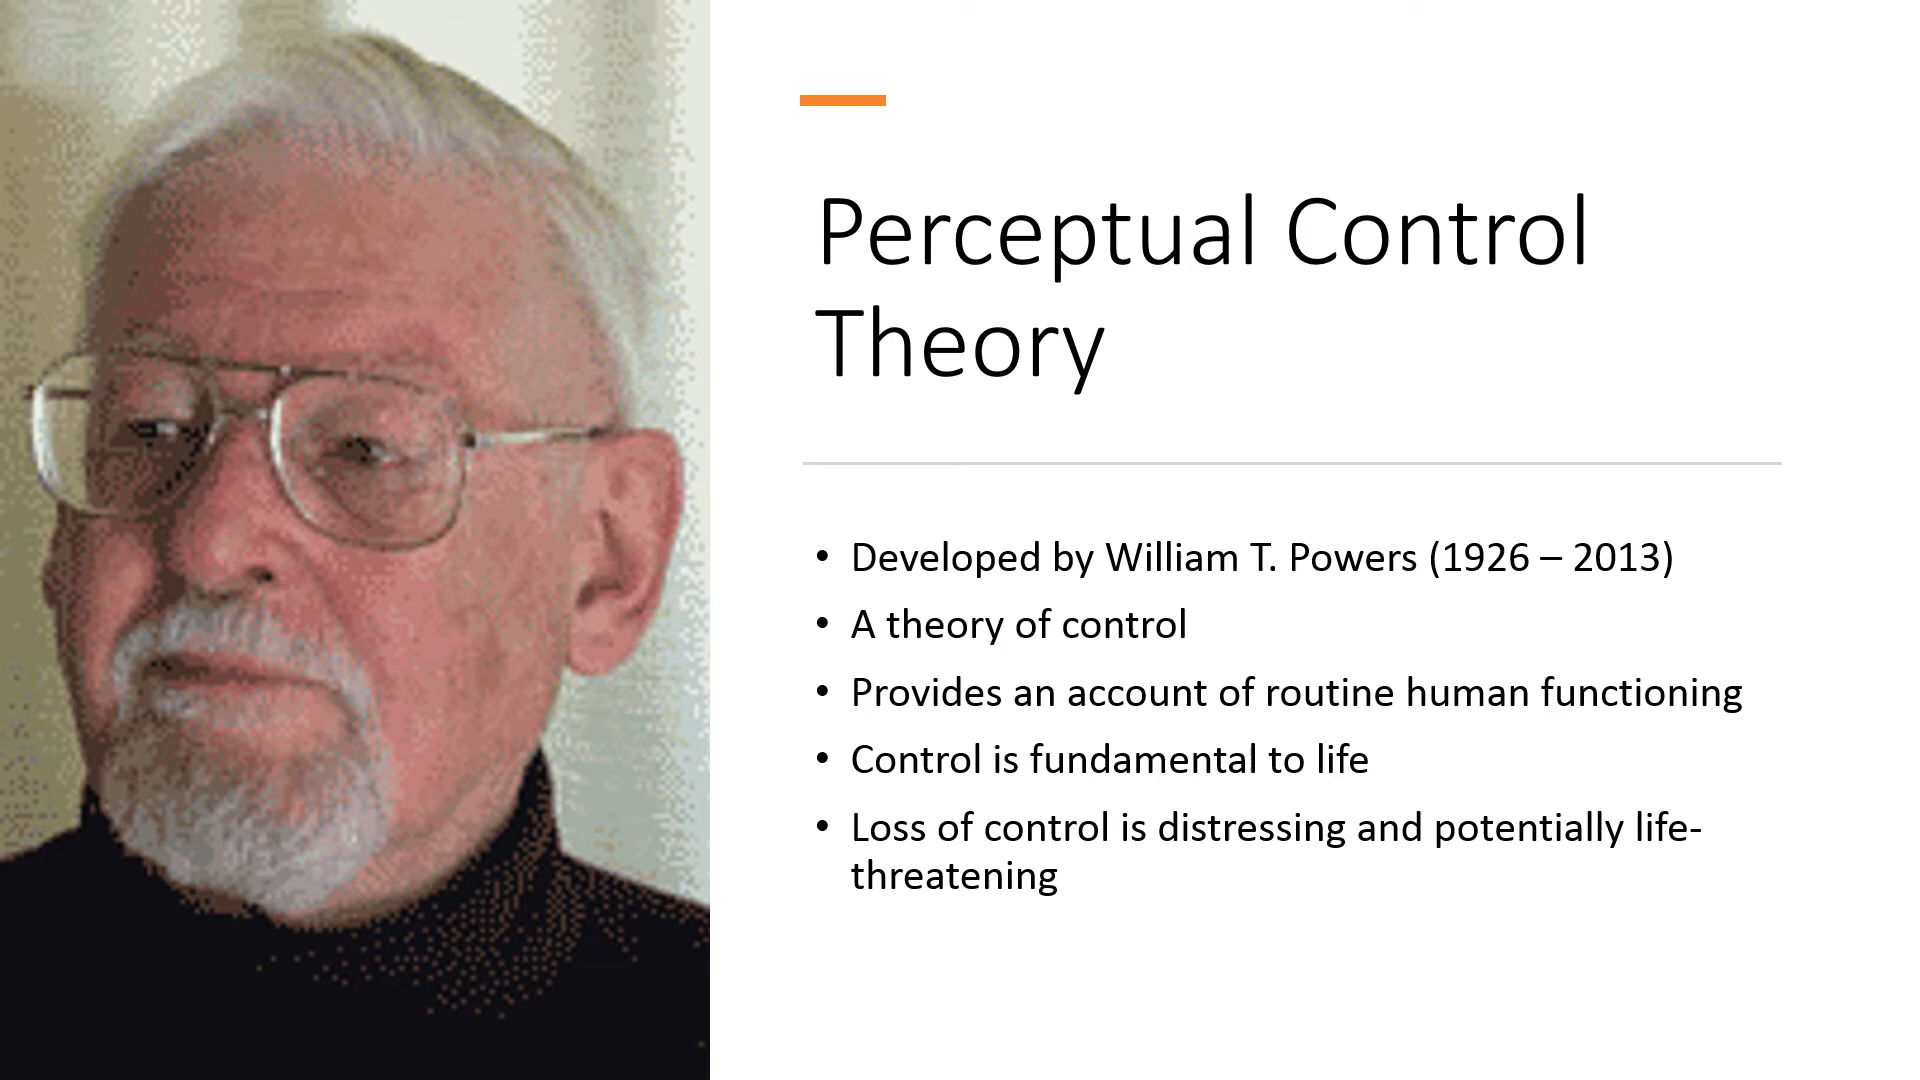 Perceptual Control
Theory
• Developed by William T. Powers (1926 – 2013)
• A theory of control
• Provides an account of routine human functioning
• Control is fundamental to life
• Loss of control is distressing and potentially life-
threatening